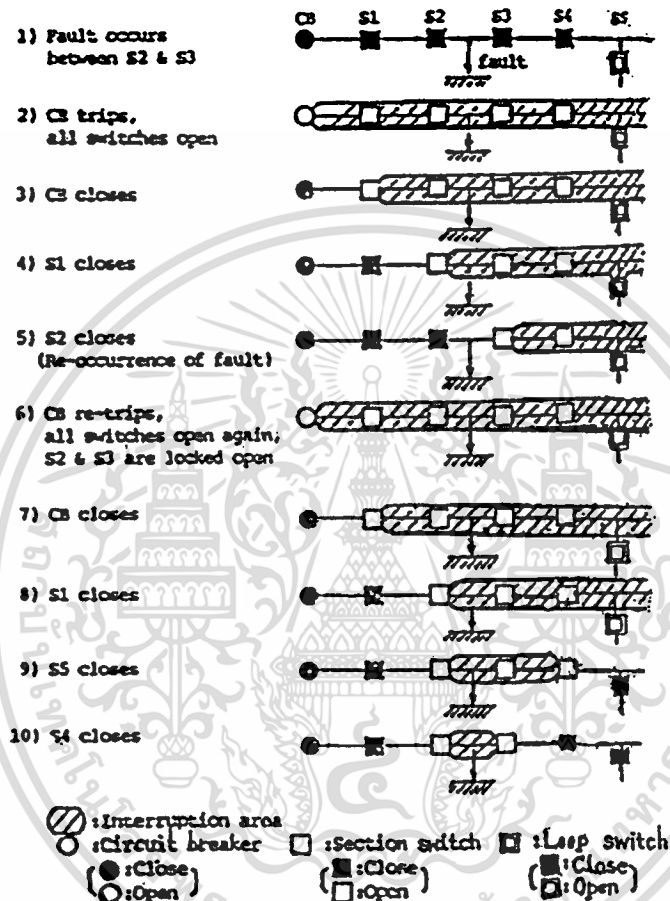 CB S1 S2 S3 S4 S5
1) Fault occurs
between S2 & S3
fault
2) CB trips,
all switches open
3) CB closes
4) S1 closes
5) S2 closes
(Re-occurrence of fault)
6) CB re-trips,
all switches open again;
S2 & S3 are locked open
7) CB closes
8) S1 closes
9) S5 closes
10) S4 closes
:Interruption area
:Circuit breaker
:Section switch
:Loop switch
:Close
:Close
:Close
:Open
:Open
:Open